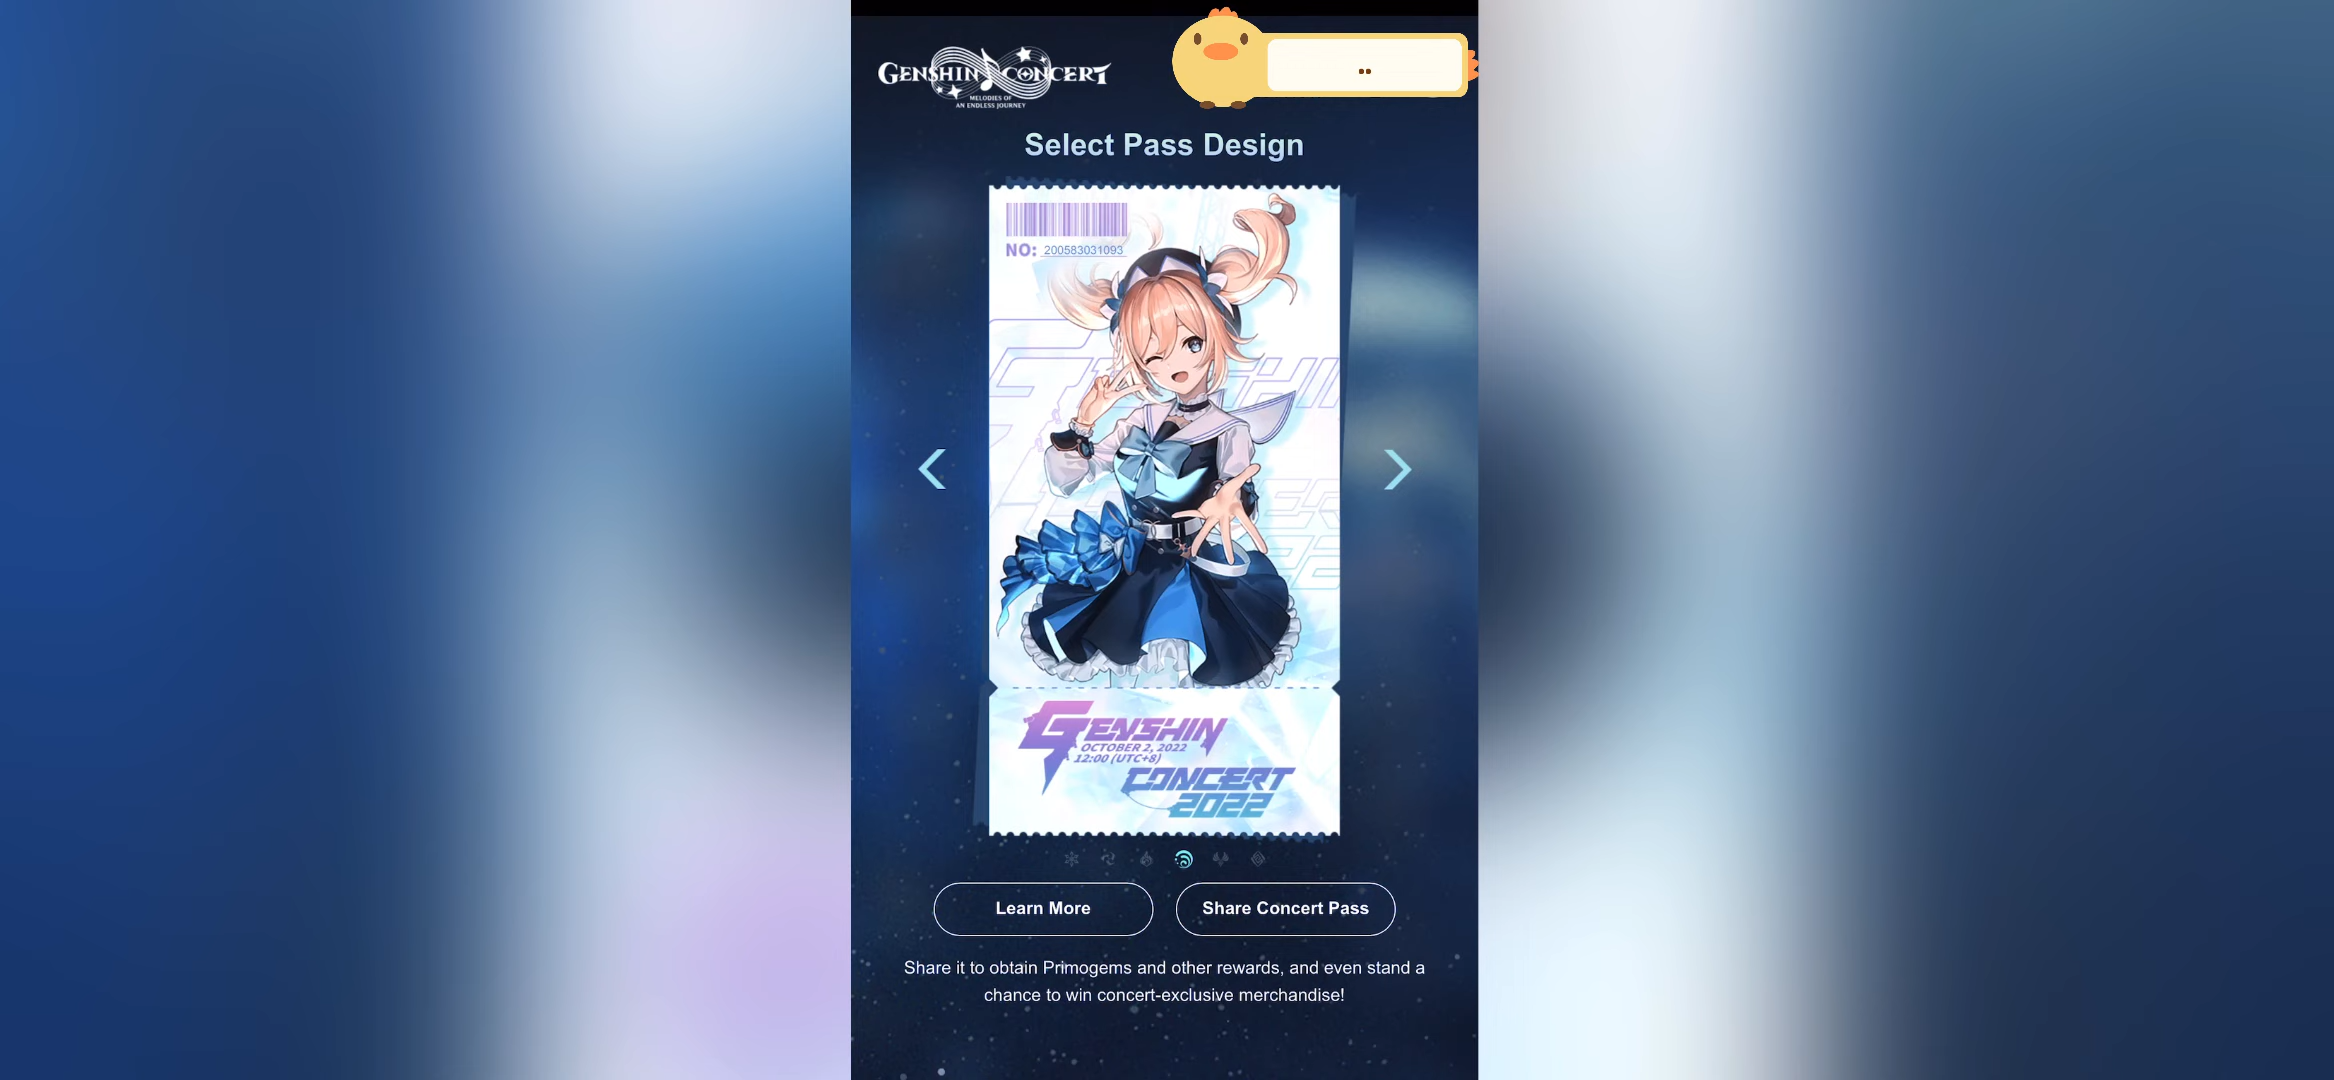 GENSHIN CONCERT
MELODIES OF
AN ENDLESS JOURNEY
..
Select Pass Design
NO: 200583031093
GENSHIN
OCTOBER 2, 2022
12:00 (UTC+8)
CONCERT
2022
Learn More
Share Concert Pass
Share it to obtain Primogems and other rewards, and even stand a
chance to win concert-exclusive merchandise!